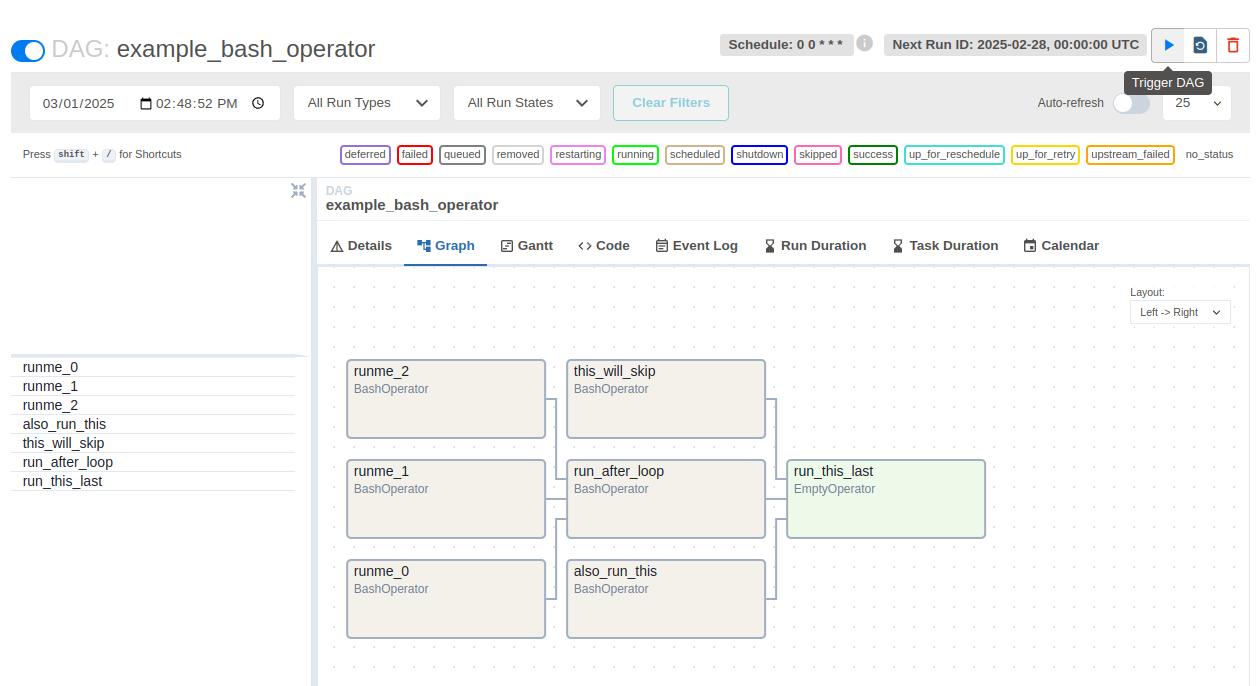 DAG: example_bash_operator
Schedule: 0 0 * * *
Next Run ID: 2025-02-28, 00:00:00 UTC
Trigger DAG
03/01/2025 02:48:52 PM
All Run Types
All Run States
Clear Filters
Auto-refresh
25
Press shift + / for Shortcuts
deferred failed queued removed restarting running scheduled shutdown skipped success up_for_reschedule up_for_retry upstream_failed no_status
DAG
example_bash_operator
Details
Graph
Gantt
Code
Event Log
Run Duration
Task Duration
Calendar
Layout:
Left -> Right
runme_0
runme_1
runme_2
also_run_this
this_will_skip
run_after_loop
run_this_last
runme_2
BashOperator
this_will_skip
BashOperator
runme_1
BashOperator
run_after_loop
BashOperator
run_this_last
EmptyOperator
runme_0
BashOperator
also_run_this
BashOperator